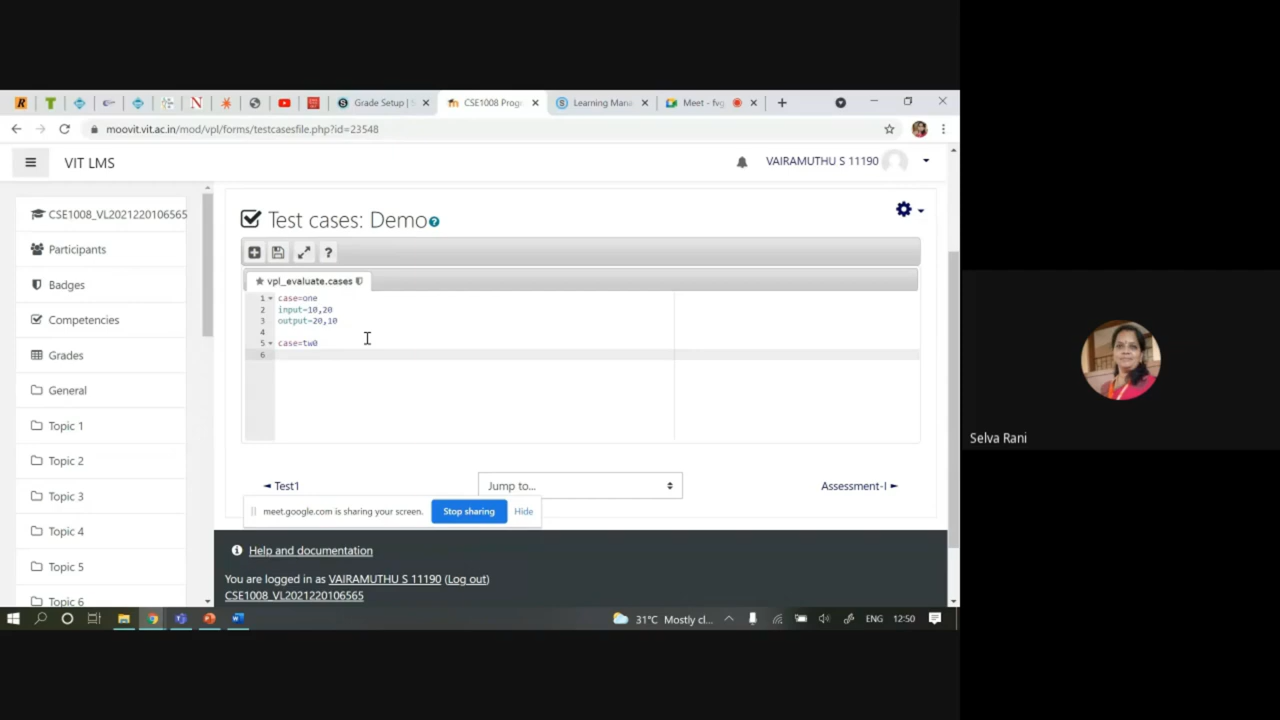 Grade Setup |
CSE1008 Progr
Learning Mana
Meet - fvg
moovit.vit.ac.in/mod/vpl/forms/testcasesfile.php?id=23548
VIT LMS
VAIRAMUTHU S 11190
CSE1008_VL2021220106565
Participants
Badges
Competencies
Grades
General
Topic 1
Topic 2
Topic 3
Topic 4
Topic 5
Topic 6
Test cases: Demo
vpl_evaluate.cases
1 case=one
2 input=10,20
3 output=20,10
4
5 case=tw0
6
◄ Test1
Jump to...
Assessment-I ►
meet.google.com is sharing your screen.
Stop sharing
Hide
Help and documentation
You are logged in as VAIRAMUTHU S 11190 (Log out)
CSE1008_VL2021220106565
31°C Mostly cl...
ENG
12:50
Selva Rani